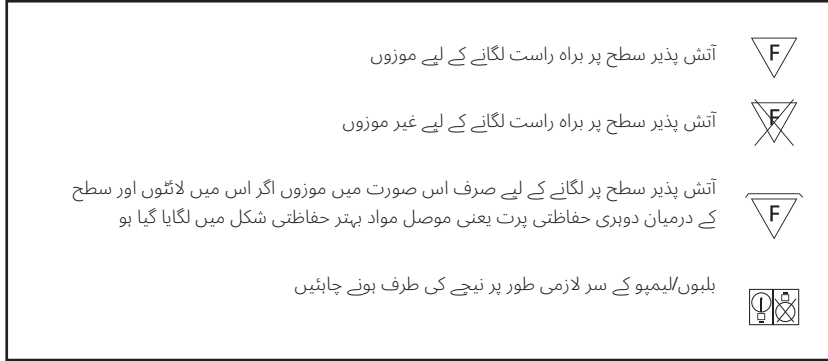 آتش پذیر سطح پر براہ راست لگانے کے لیے موزوں
F
آتش پذیر سطح پر براہ راست لگانے کے لیے غیر موزوں
F
آتش پذیر سطح پر لگانے کے لیے صرف اس صورت میں موزوں اگر اس میں لائٹوں اور سطح
کے درمیان دوہری حفاظتی پرت یعنی موصل مواد بہتر حفاظتی شکل میں لگایا گیا ہو
F
بلبوں/لیمپو کے سر لازمی طور پر نیچے کی طرف ہونے چاہئیں